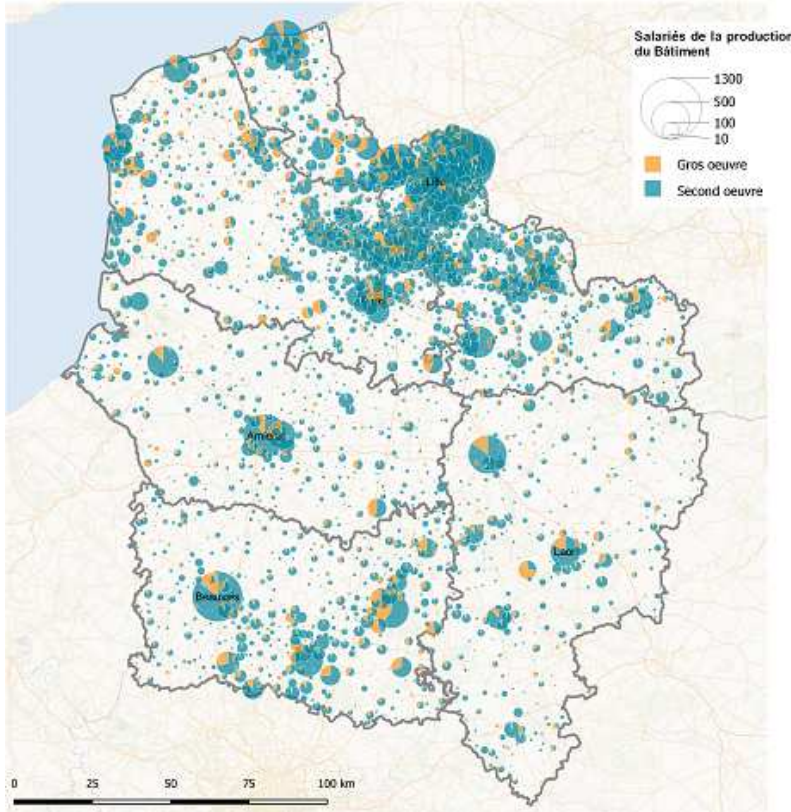 Salariés de la production
du Bâtiment
1300
500
100
10
Gros oeuvre
Second oeuvre
Lille
Amiens
Laon
Beauvais
0 25 50 75 100 km